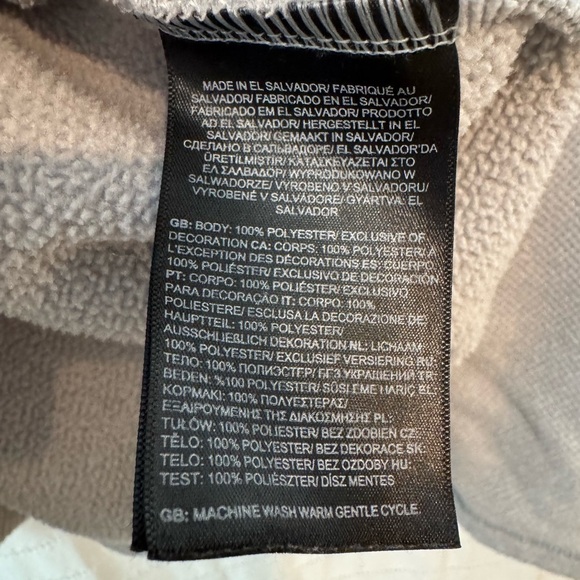 MADE IN EL SALVADOR/ FABRIQUÉ AU
SALVADOR/ FABRICADO EN EL SALVADOR/
FABRICADO EM EL SALVADOR/ PRODOTTO
AD EL SALVADOR/ HERGESTELLT IN EL
SALVADOR/ GEMAAKT IN EL SALVADOR/
СДЕЛАНО В САЛЬВАДОРЕ/ EL SALVADOR'DA
ÜRETİLMİŞTİR/ ΚΑΤΑΣΚΕΥΑΖΕΤΑΙ ΣΤΟ
ΕΛ ΣΑΛΒΑΔΟΡ/ WYPRODUKOWANO W
SALWADORZE/ VYROBENO V SALVADORU/
VYROBENÉ V SALVÁDORE/ GYÁRTVA: EL
SALVADOR
GB: BODY: 100% POLYESTER/ EXCLUSIVE OF
DECORATION CA: CORPS: 100% POLYESTER/ À
L'EXCEPTION DES DÉCORATIONS ES: CUERPO:
100% POLIÉSTER/ EXCLUSIVO DE DECORACIÓN
PT: CORPO: 100% POLIÉSTER/ EXCLUSIVO
PARA DECORAÇÃO IT: CORPO: 100%
POLIESTERE/ ESCLUSA LA DECORAZIONE DE:
HAUPTTEIL: 100% POLYESTER/
AUSSCHLIEßLICH DEKORATION NL: LICHAAM:
100% POLYESTER/ EXCLUSIEF VERSIERING RU:
ТЕЛО: 100% ПОЛИЭСТЕР/ БЕЗ УКРАШЕНИЙ TR:
BEDEN: %100 POLYESTER/ SÜSLEME HARİÇ EL:
ΚΟΡΜΑΚΙ: 100% ΠΟΛΥΕΣΤΕΡΑΣ/
ΕΞΑΙΡΟΥΜΕΝΗΣ ΤΗΣ ΔΙΑΚΟΣΜΗΣΗΣ PL:
TUŁÓW: 100% POLIESTER/ BEZ ZDOBIEŃ CZ:
TĚLO: 100% POLYESTER/ BEZ DEKORACE SK:
TELO: 100% POLYESTER/ BEZ OZDOBY HU:
TEST: 100% POLIÉSZTER/ DÍSZ MENTES
GB: MACHINE WASH WARM GENTLE CYCLE.